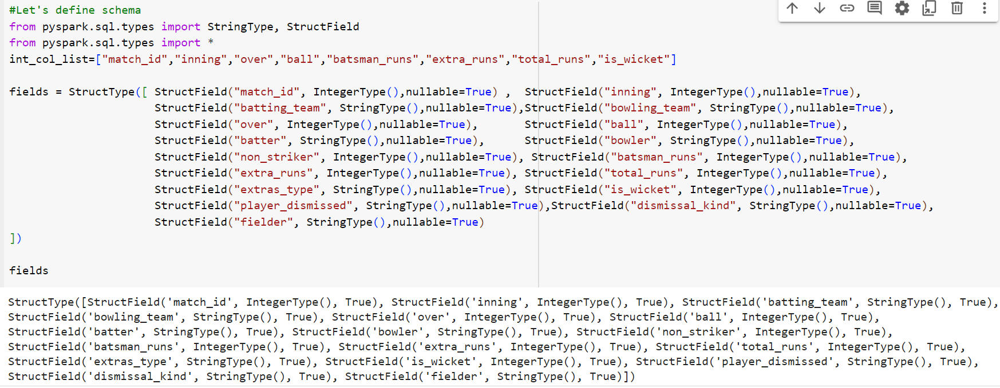 #Let's define schema
from pyspark.sql.types import StringType, StructField
from pyspark.sql.types import *
int_col_list=["match_id","inning","over","ball","batsman_runs","extra_runs","total_runs","is_wicket"]
fields = StructType([ StructField("match_id", IntegerType(),nullable=True) ,  StructField("inning", IntegerType(),nullable=True),
StructField("batting_team", StringType(),nullable=True),StructField("bowling_team", StringType(),nullable=True),
StructField("over", IntegerType(),nullable=True),       StructField("ball", IntegerType(),nullable=True),
StructField("batter", StringType(),nullable=True),      StructField("bowler", StringType(),nullable=True),
StructField("non_striker", IntegerType(),nullable=True), StructField("batsman_runs", IntegerType(),nullable=True),
StructField("extra_runs", IntegerType(),nullable=True), StructField("total_runs", IntegerType(),nullable=True),
StructField("extras_type", StringType(),nullable=True), StructField("is_wicket", IntegerType(),nullable=True),
StructField("player_dismissed", StringType(),nullable=True),StructField("dismissal_kind", StringType(),nullable=True),
StructField("fielder", StringType(),nullable=True)
])
fields
StructType([StructField('match_id', IntegerType(), True), StructField('inning', IntegerType(), True), StructField('batting_team', StringType(), True),
StructField('bowling_team', StringType(), True), StructField('over', IntegerType(), True), StructField('ball', IntegerType(), True),
StructField('batter', StringType(), True), StructField('bowler', StringType(), True), StructField('non_striker', IntegerType(), True),
StructField('batsman_runs', IntegerType(), True), StructField('extra_runs', IntegerType(), True), StructField('total_runs', IntegerType(), True),
StructField('extras_type', StringType(), True), StructField('is_wicket', IntegerType(), True), StructField('player_dismissed', StringType(), True),
StructField('dismissal_kind', StringType(), True), StructField('fielder', StringType(), True)])